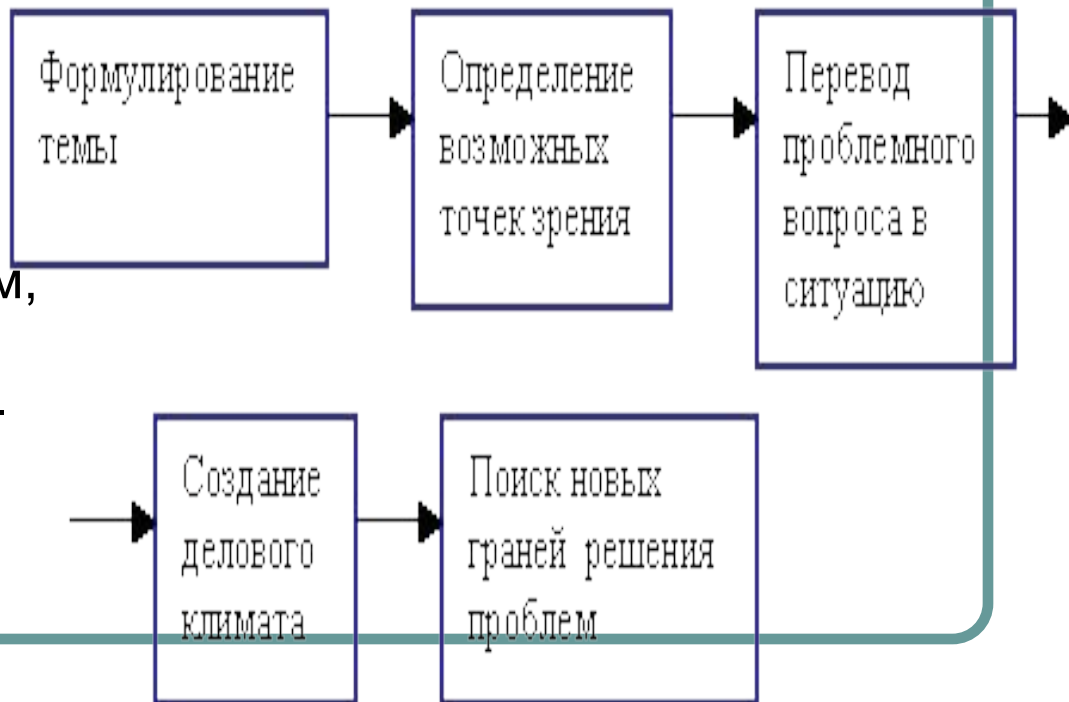 Формулирование
темы
Определение
возможных
точек зрения
Перевод
проблемного
вопроса в
ситуацию
м,
.
Создание
делового
климата
Поиск новых
граней решения
проблем